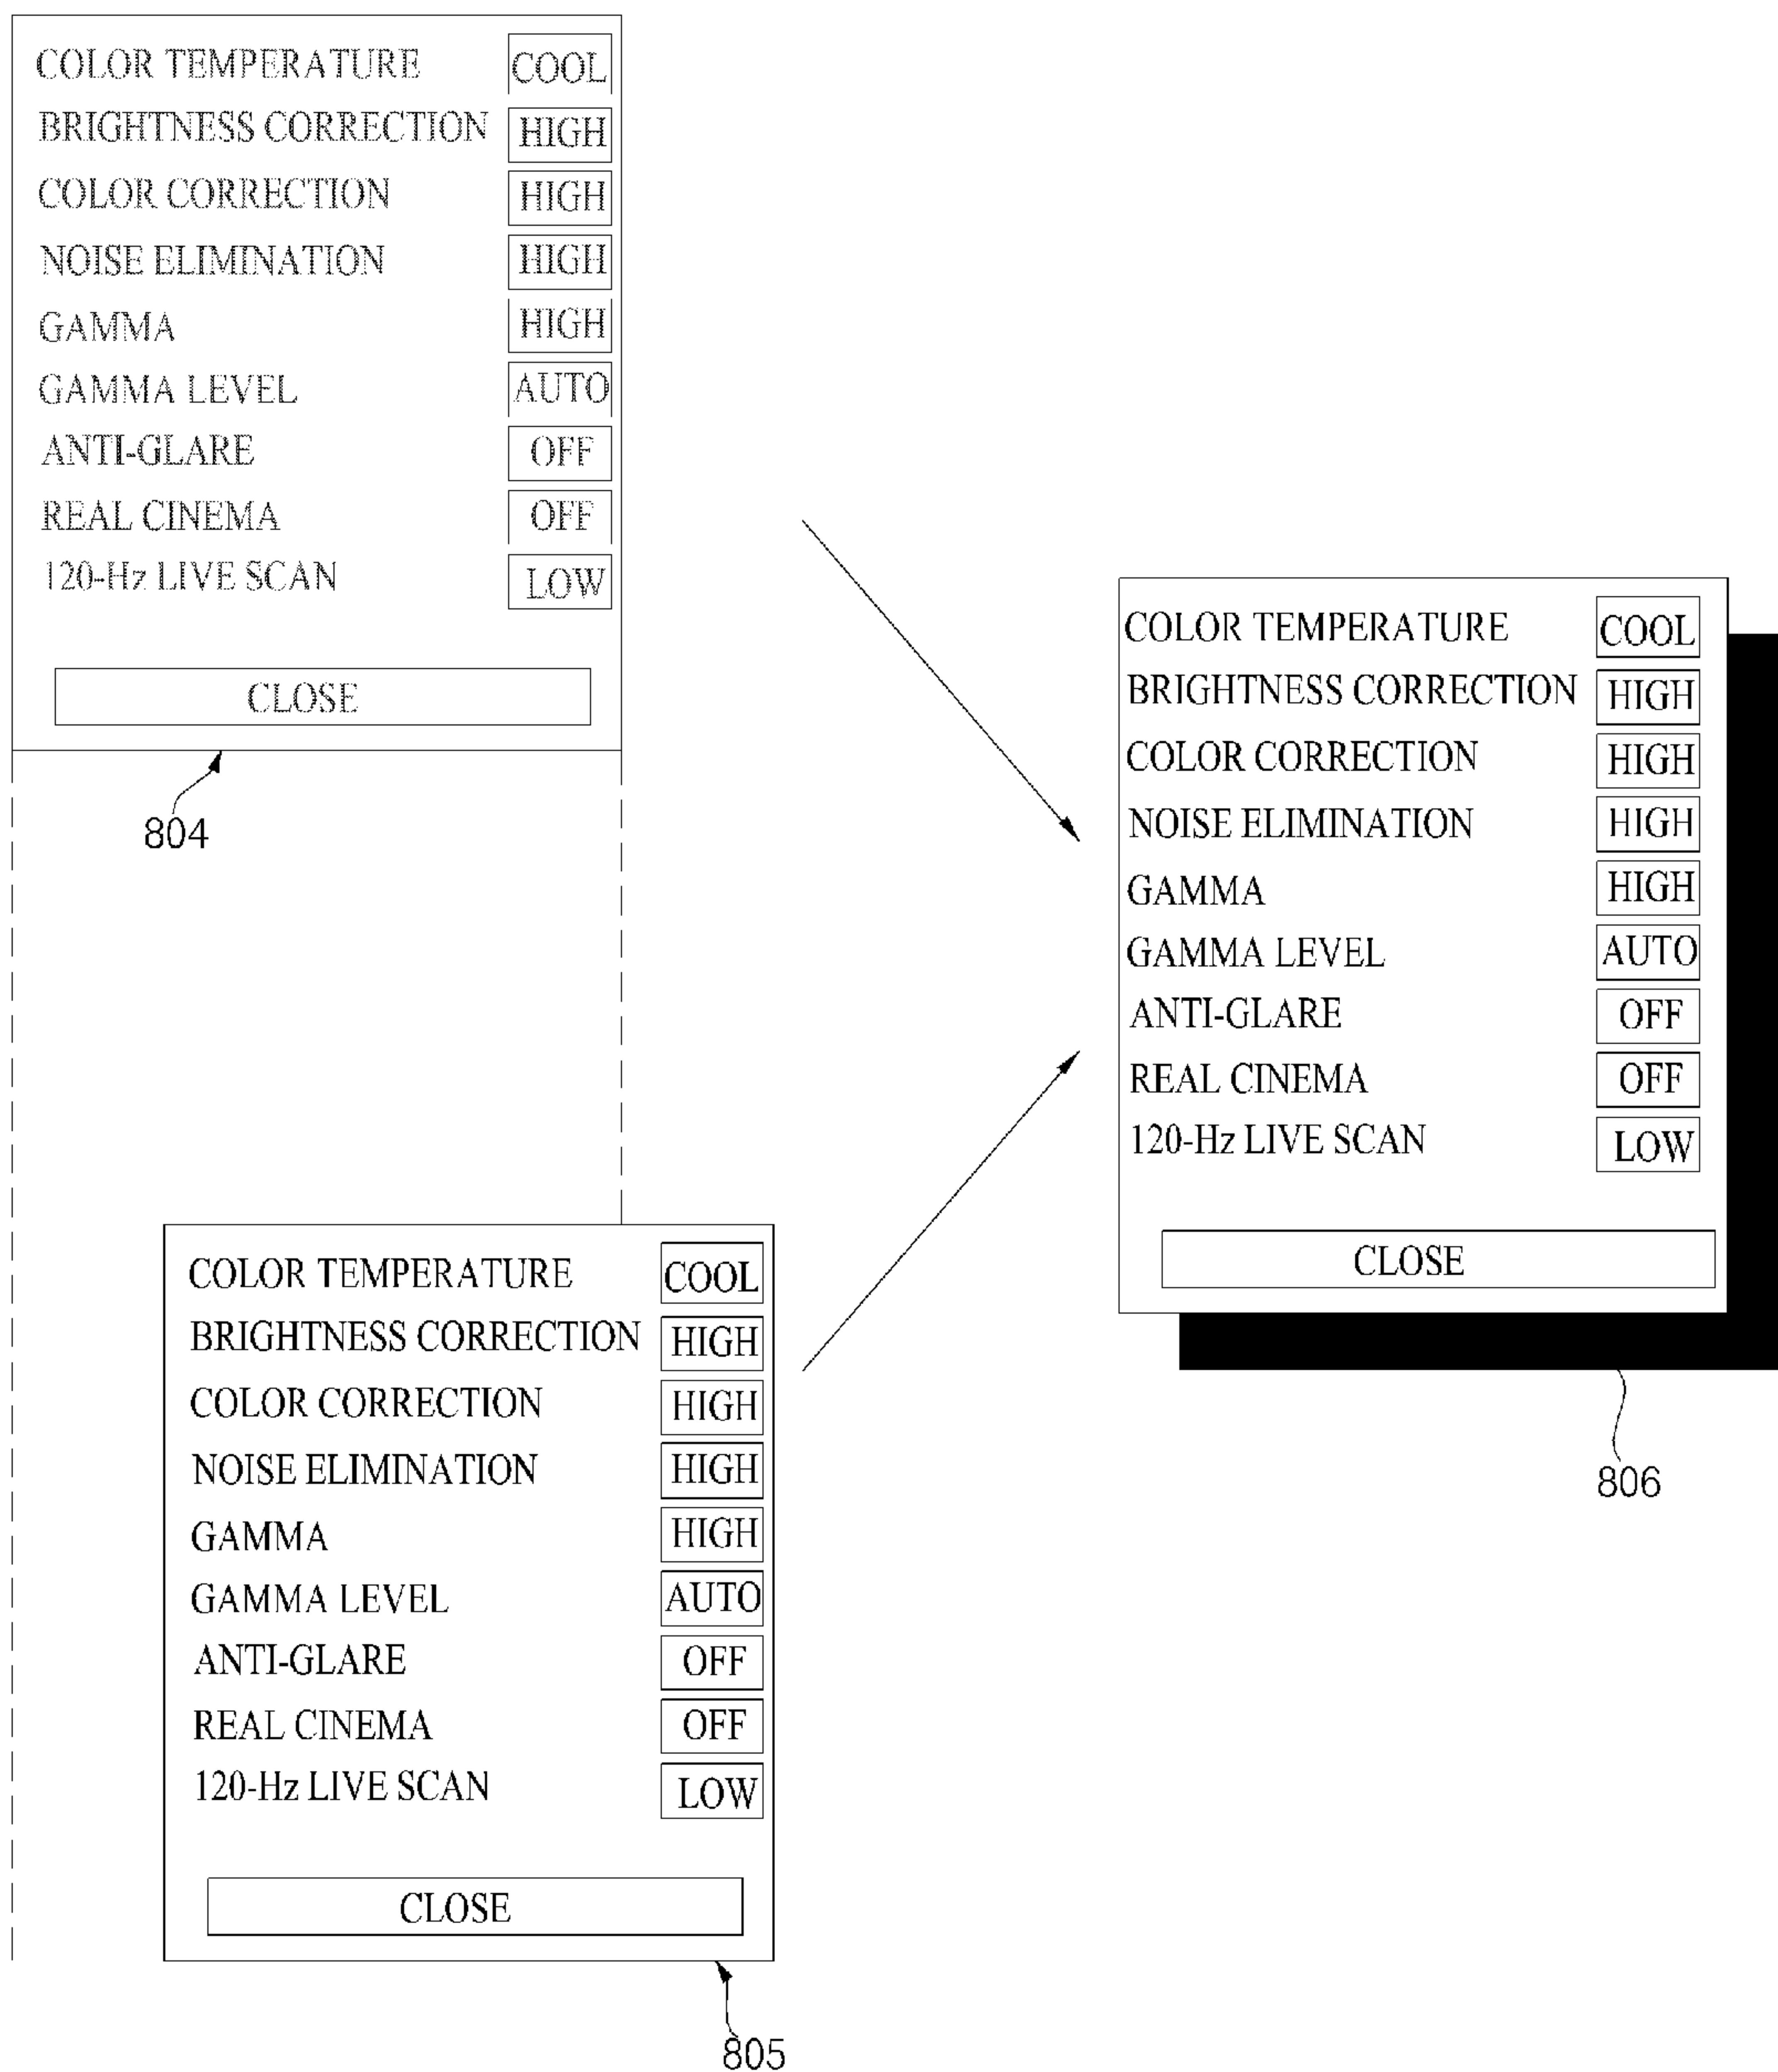 COLOR TEMPERATURE COOL
BRIGHTNESS CORRECTION HIGH
COLOR CORRECTION HIGH
NOISE ELIMINATION HIGH
GAMMA HIGH
GAMMA LEVEL AUTO
ANTI-GLARE OFF
REAL CINEMA OFF
120-Hz LIVE SCAN LOW
CLOSE
804
COLOR TEMPERATURE COOL
BRIGHTNESS CORRECTION HIGH
COLOR CORRECTION HIGH
NOISE ELIMINATION HIGH
GAMMA HIGH
GAMMA LEVEL AUTO
ANTI-GLARE OFF
REAL CINEMA OFF
120-Hz LIVE SCAN LOW
CLOSE
805
COLOR TEMPERATURE COOL
BRIGHTNESS CORRECTION HIGH
COLOR CORRECTION HIGH
NOISE ELIMINATION HIGH
GAMMA HIGH
GAMMA LEVEL AUTO
ANTI-GLARE OFF
REAL CINEMA OFF
120-Hz LIVE SCAN LOW
CLOSE
806